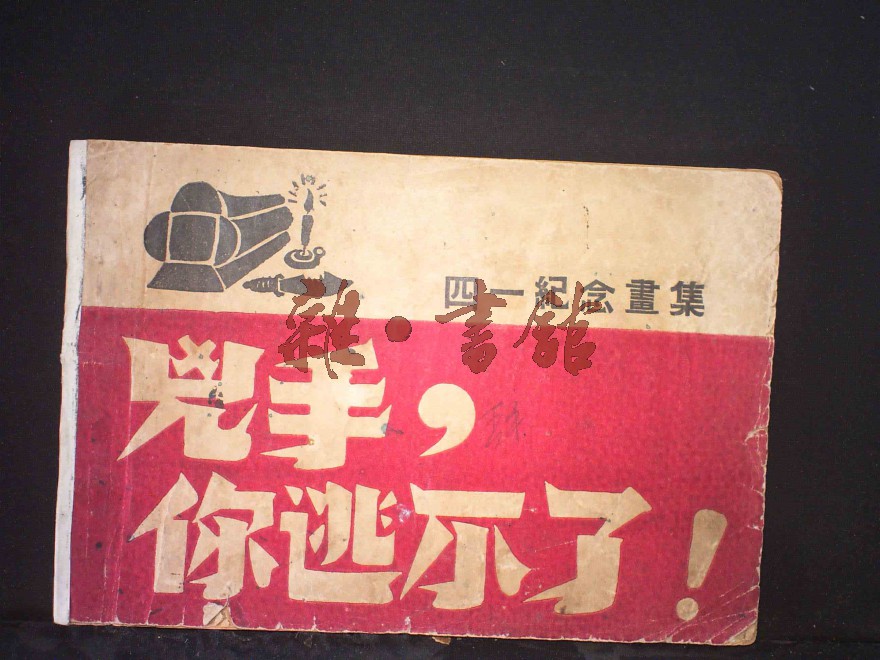 四一紀念畫集
雜·書館
兇手，
你逃不了！